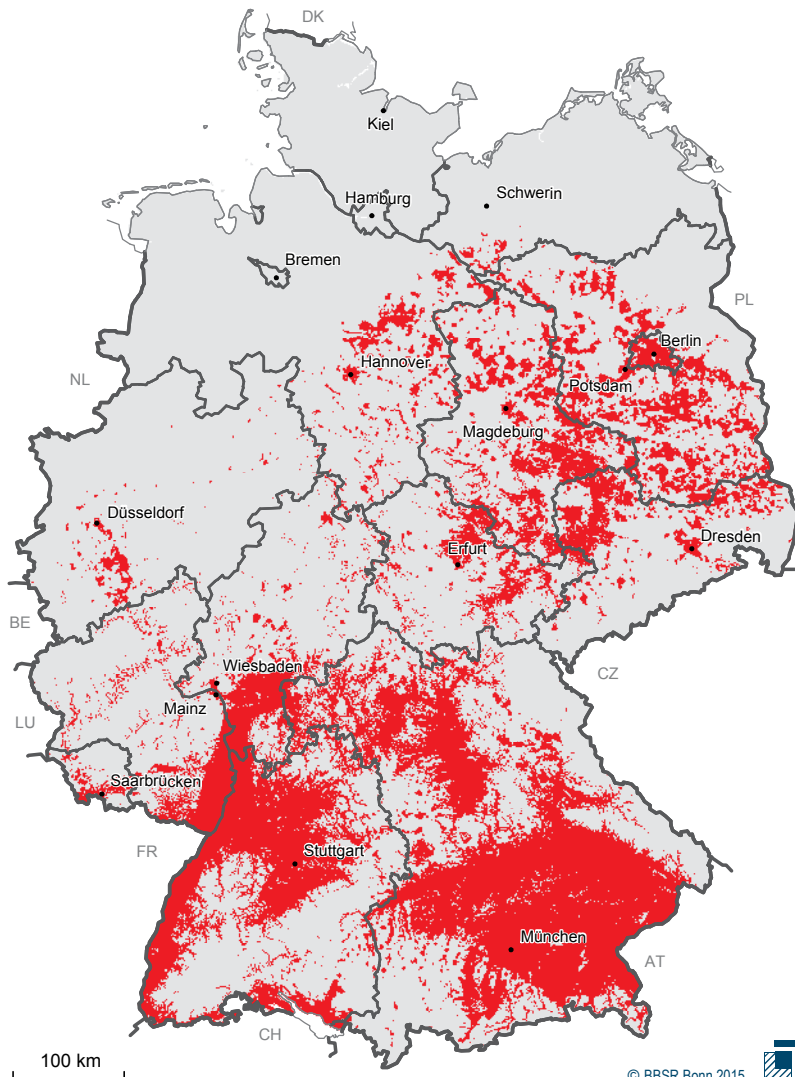 DK
Kiel
Hamburg
Schwerin
Bremen
PL
Berlin
Hannover
NL
Potsdam
Magdeburg
Düsseldorf
Dresden
Erfurt
BE
Wiesbaden
CZ
Mainz
LU
Saarbrücken
FR
Stuttgart
München
AT
CH
100 km
© BBSR Bonn 2015